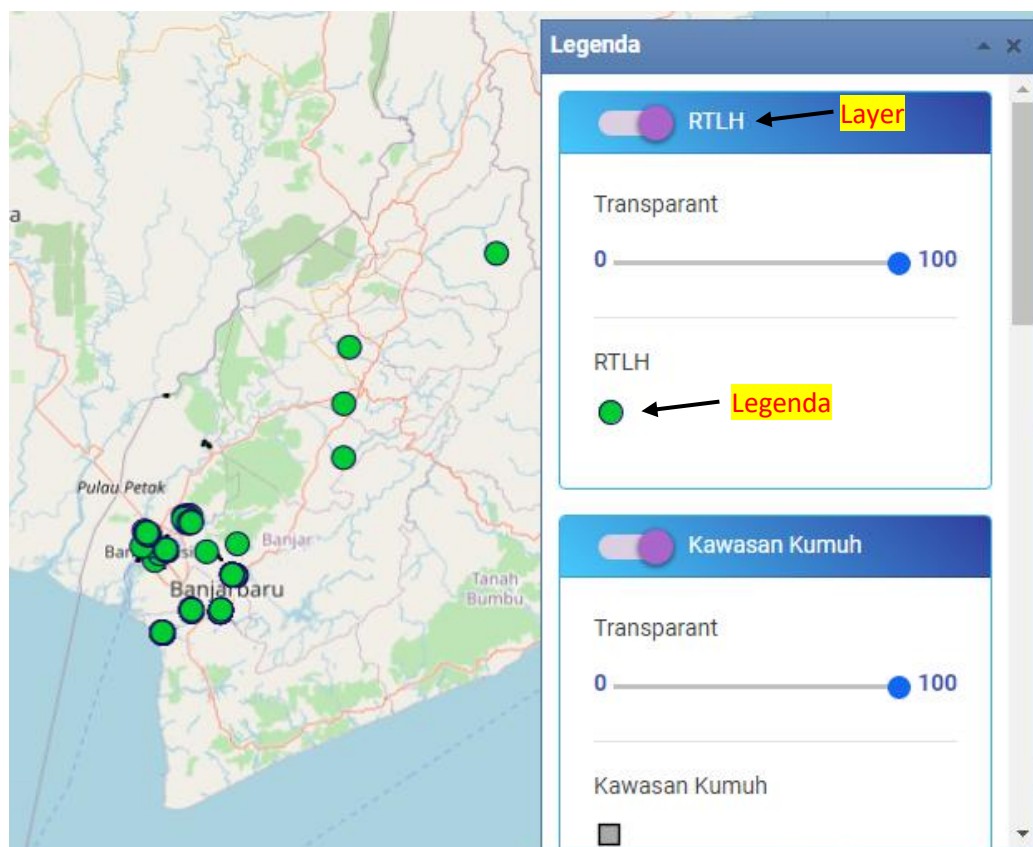 Legenda
RTLH
Layer
Transparant
0 100
RTLH
Legenda
Kawasan Kumuh
Transparant
0 100
Kawasan Kumuh
a
Pulau Petak
Banjar
Banjarbaru
Tanah
Bumbu